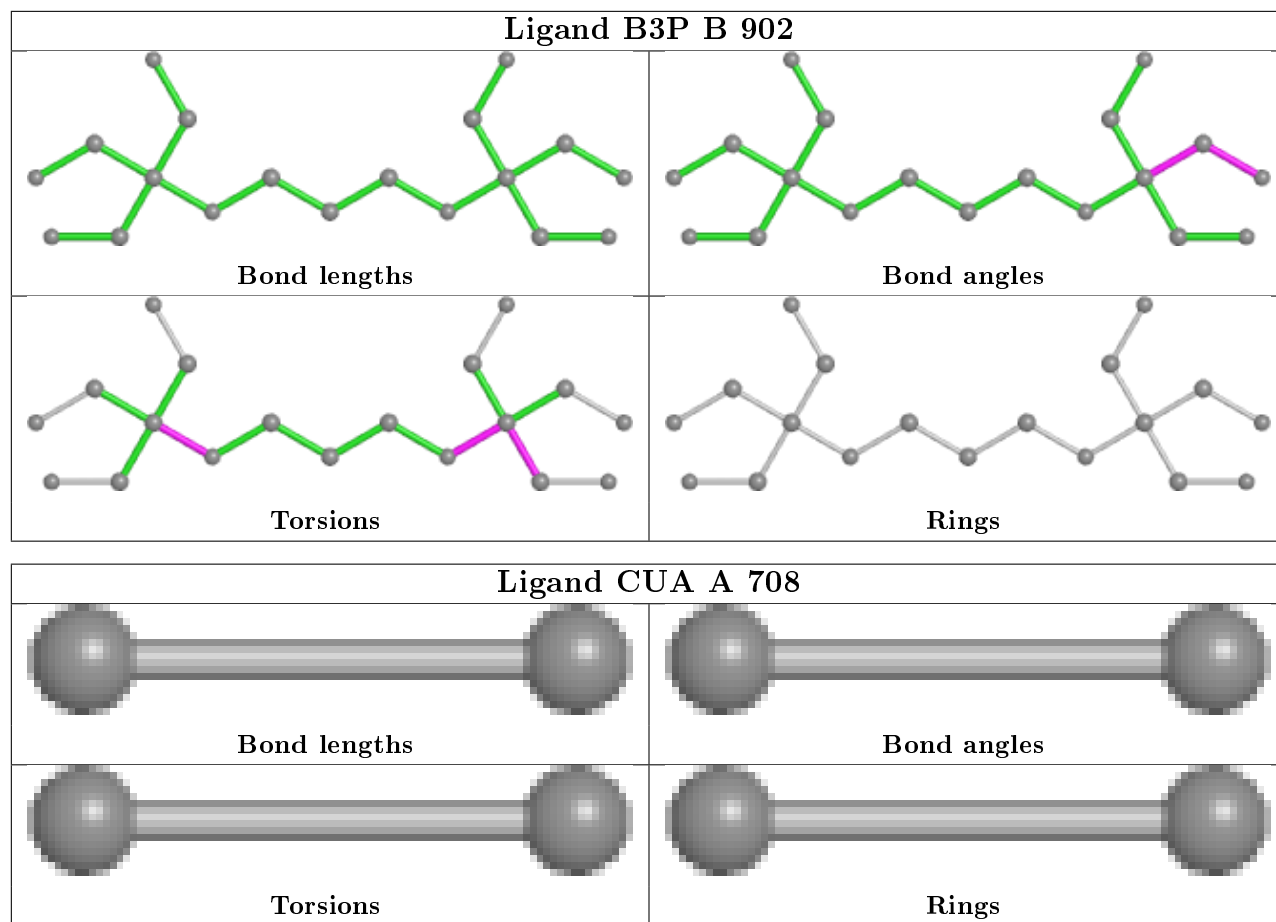 Ligand B3P B 902
Bond lengths
Bond angles
Torsions
Rings
Ligand CUA A 708
Bond lengths
Bond angles
Torsions
Rings